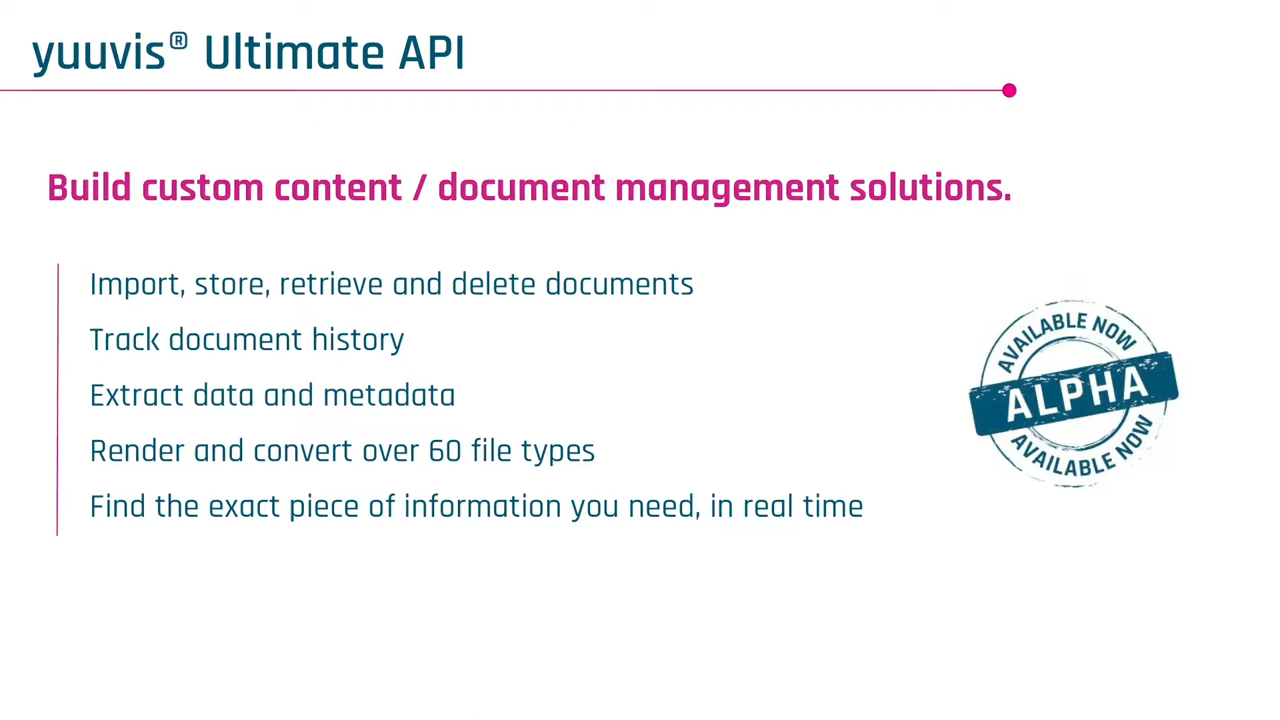 yuuvis® Ultimate API
Build custom content / document management solutions.
Import, store, retrieve and delete documents
Track document history
Extract data and metadata
Render and convert over 60 file types
Find the exact piece of information you need, in real time
AVAILABLE NOW
ALPHA
AVAILABLE NOW